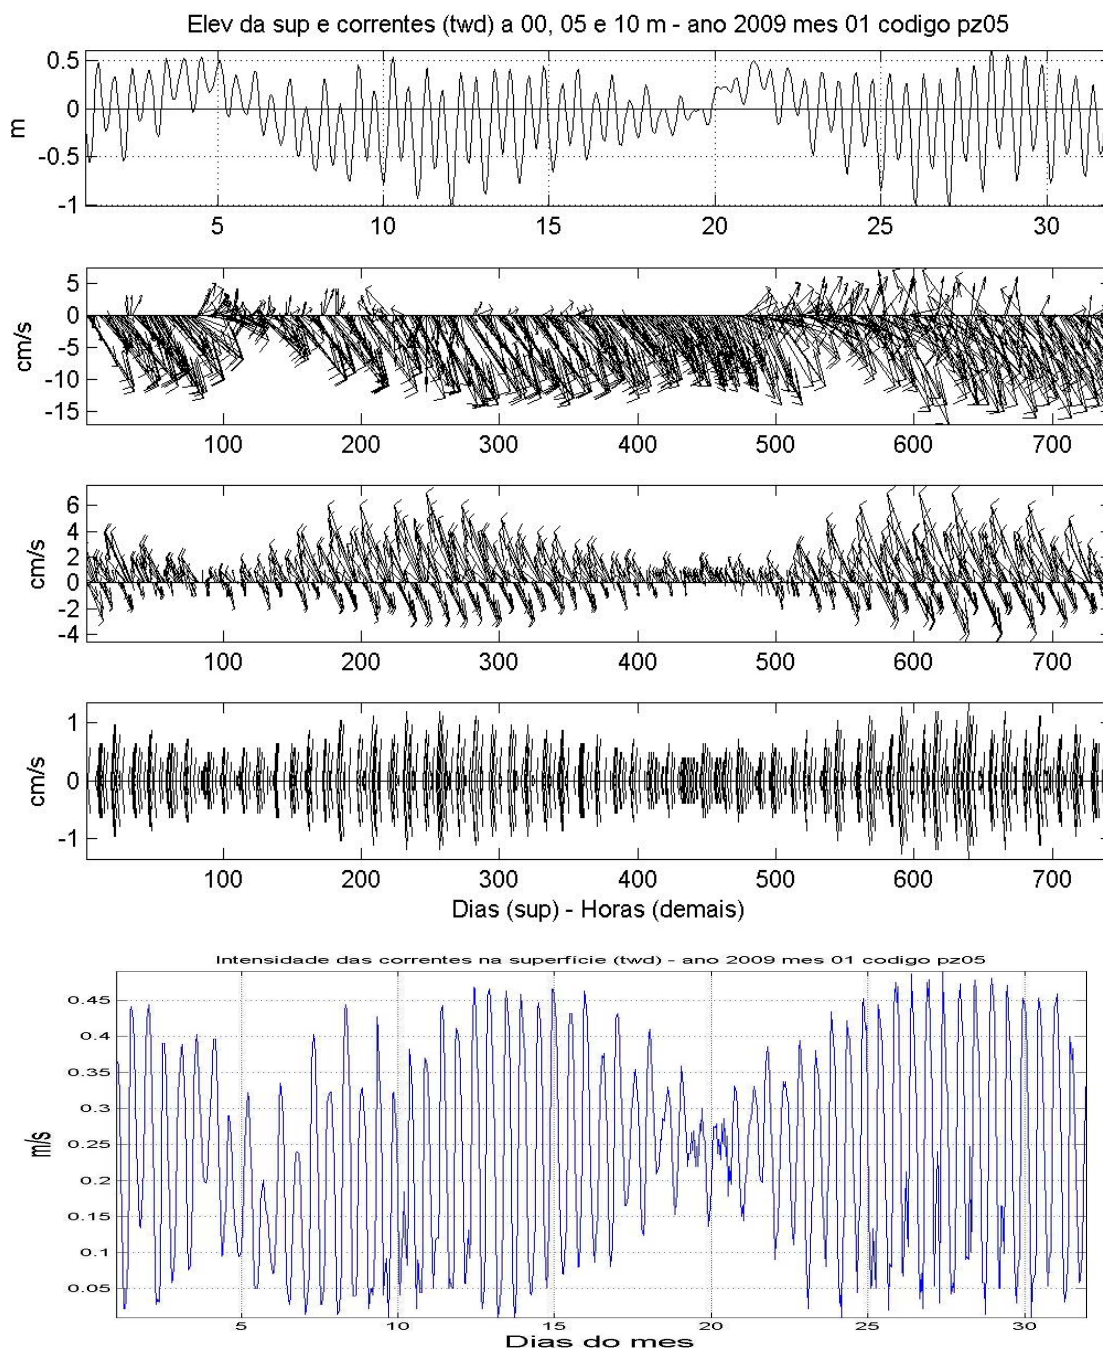 Elev da sup e correntes (twd) a 00, 05 e 10 m - ano 2009 mes 01 codigo pz05
0.5
0
-0.5
-1
m
5 10 15 20 25 30
5
0
-5
-10
-15
cm/s
100 200 300 400 500 600 700
6
4
2
0
-2
-4
cm/s
100 200 300 400 500 600 700
1
0
-1
cm/s
100 200 300 400 500 600 700
Dias (sup) - Horas (demais)
Intensidade das correntes na superfície (twd) - ano 2009 mes 01 codigo pz05
0.45
0.4
0.35
0.3
0.25
0.2
0.15
0.1
0.05
m/s
5 10 15 20 25 30
Dias do mes